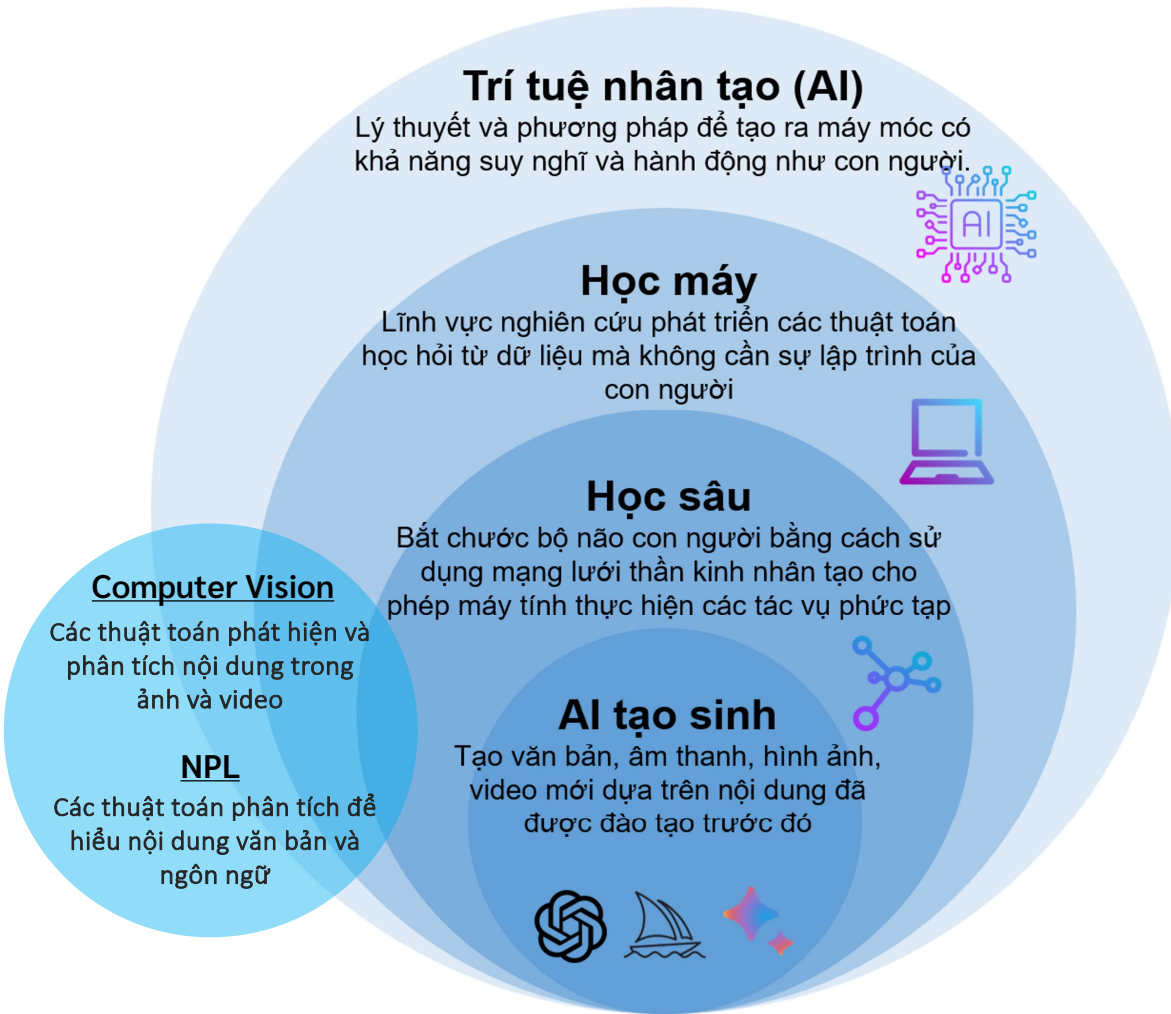 Trí tuệ nhân tạo (AI)
Lý thuyết và phương pháp để tạo ra máy móc có
khả năng suy nghĩ và hành động như con người.
AI
Học máy
Lĩnh vực nghiên cứu phát triển các thuật toán
học hỏi từ dữ liệu mà không cần sự lập trình của
con người
Học sâu
Bắt chước bộ não con người bằng cách sử
dụng mạng lưới thần kinh nhân tạo cho
phép máy tính thực hiện các tác vụ phức tạp
Computer Vision
Các thuật toán phát hiện và
phân tích nội dung trong
ảnh và video
NPL
Các thuật toán phân tích để
hiểu nội dung văn bản và
ngôn ngữ
AI tạo sinh
Tạo văn bản, âm thanh, hình ảnh,
video mới dựa trên nội dung đã
được đào tạo trước đó